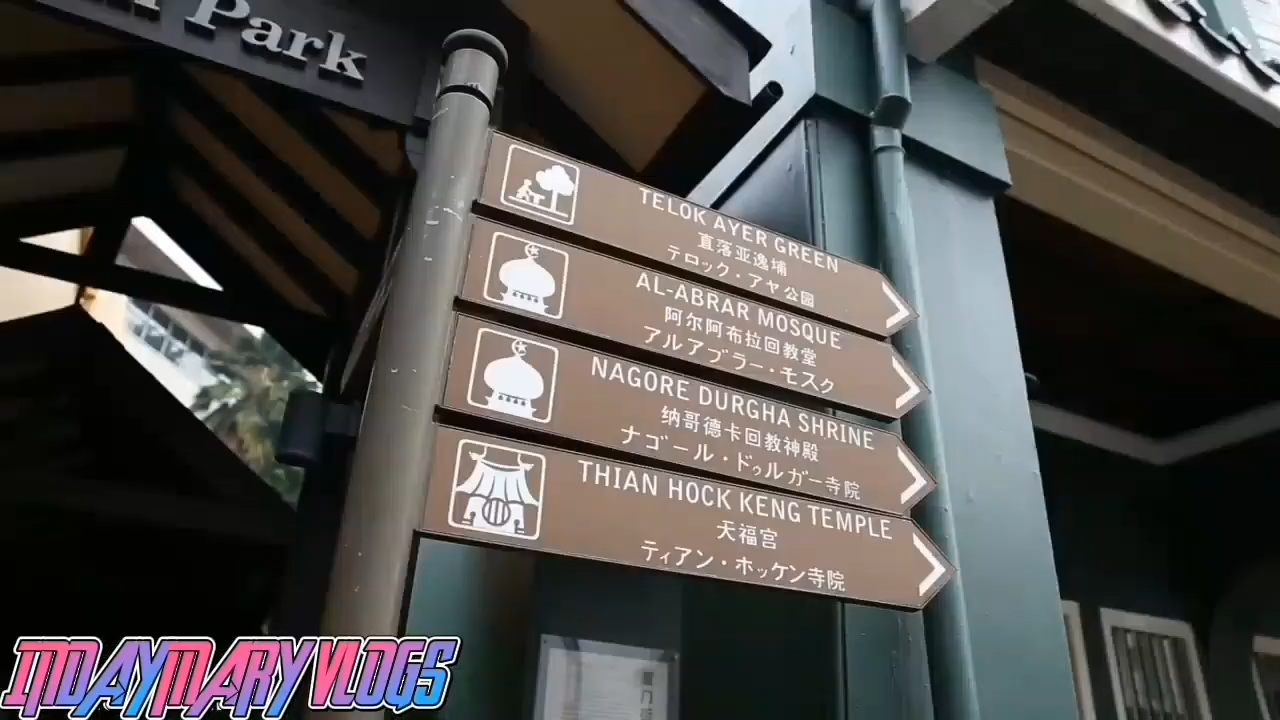 Park
TELOK AYER GREEN
直落亚逸埔
テロック・アヤ公园
AL-ABRAR MOSQUE
阿尔阿布拉回教堂
アルアブラー・モスク
NAGORE DURGHA SHRINE
纳哥德卡回教神殿
ナゴール・ドゥルガー寺院
THIAN HOCK KENG TEMPLE
天福宫
ティアン・ホッケン寺院
INDAYMARY VLOGS